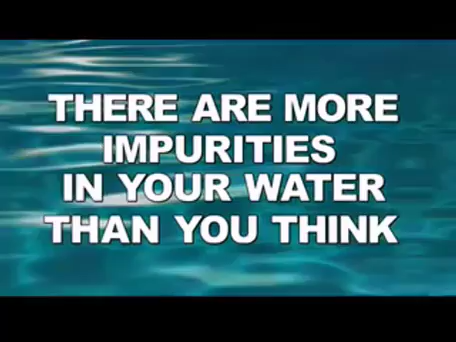 THERE ARE MORE
IMPURITIES
IN YOUR WATER
THAN YOU THINK